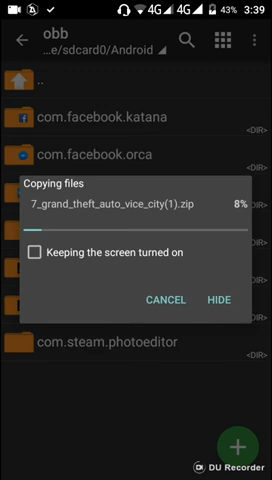 4G 4G 43% 3:39
obb
...e/sdcard0/Android
..
com.facebook.katana
<DIR>
com.facebook.orca
<DIR>
Copying files
7_grand_theft_auto_vice_city(1).zip 8%
Keeping the screen turned on
CANCEL HIDE
com.steam.photoeditor
<DIR>
DU Recorder